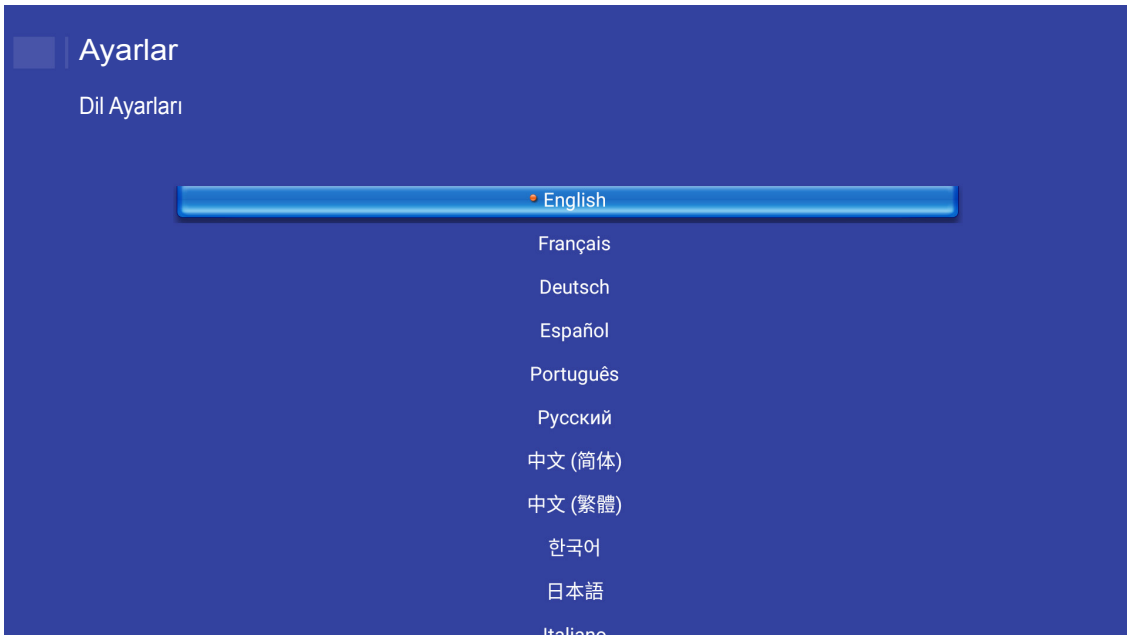 Ayarlar
Dil Ayarları
English
Français
Deutsch
Español
Português
Русский
中文 (简体)
中文 (繁體)
한국어
日本語
Italiano